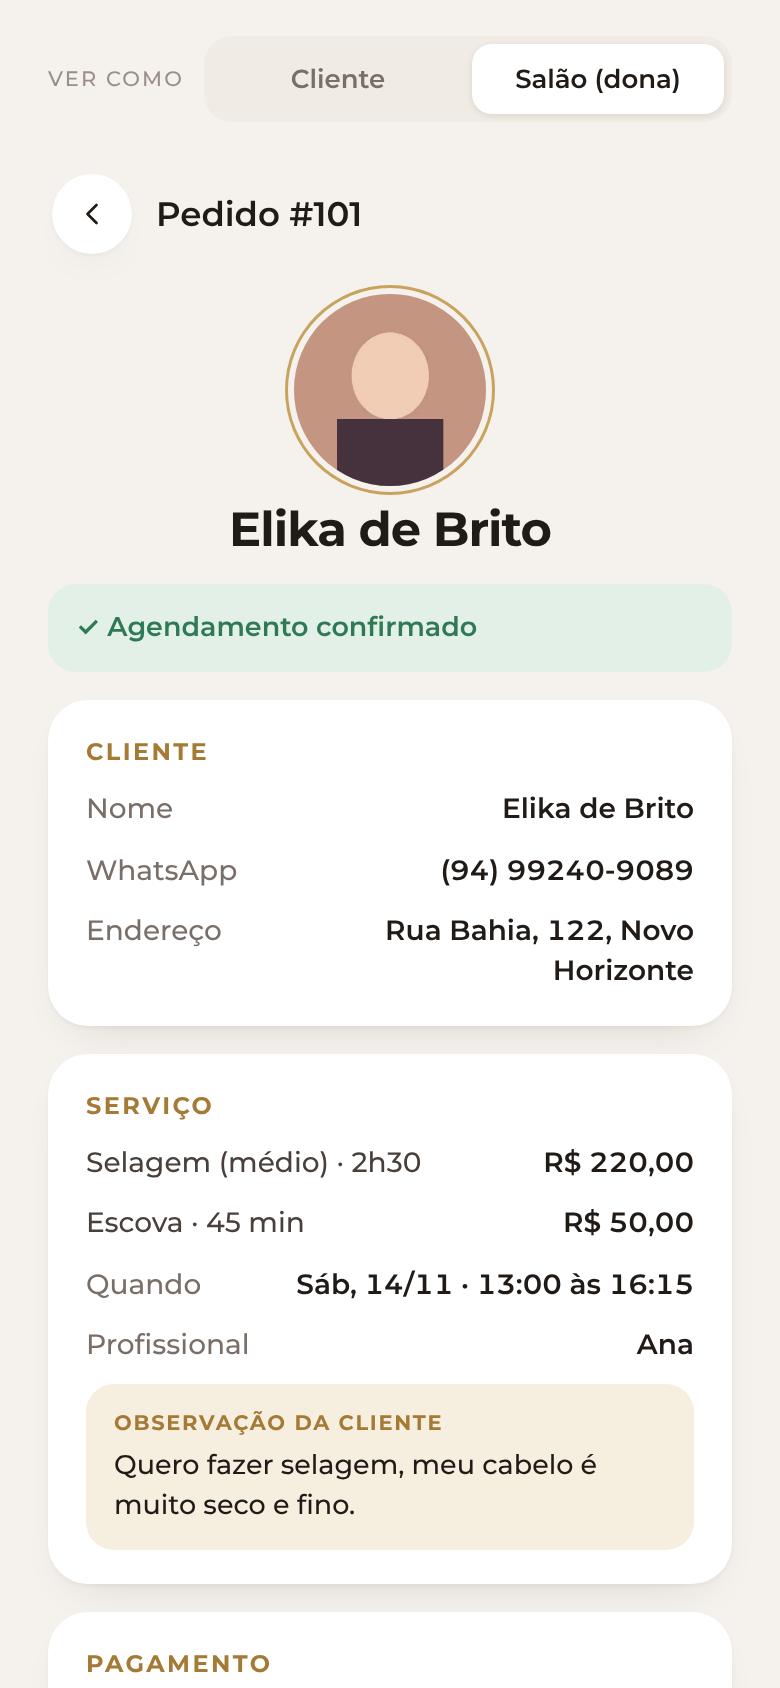 VER COMO
Cliente
Salão (dona)
Pedido #101
Elika de Brito
✓ Agendamento confirmado
CLIENTE
Nome
Elika de Brito
WhatsApp
(94) 99240-9089
Endereço
Rua Bahia, 122, Novo
Horizonte
SERVIÇO
Selagem (médio) · 2h30
R$ 220,00
Escova · 45 min
R$ 50,00
Quando
Sáb, 14/11 · 13:00 às 16:15
Profissional
Ana
OBSERVAÇÃO DA CLIENTE
Quero fazer selagem, meu cabelo é
muito seco e fino.
PAGAMENTO